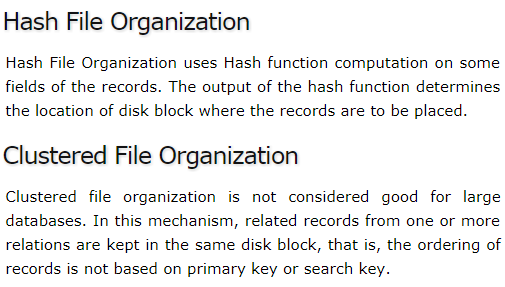 Hash File Organization
Hash File Organization uses Hash function computation on some
fields of the records. The output of the hash function determines
the location of disk block where the records are to be placed.
Clustered File Organization
Clustered file organization is not considered good for large
databases. In this mechanism, related records from one or more
relations are kept in the same disk block, that is, the ordering of
records is not based on primary key or search key.